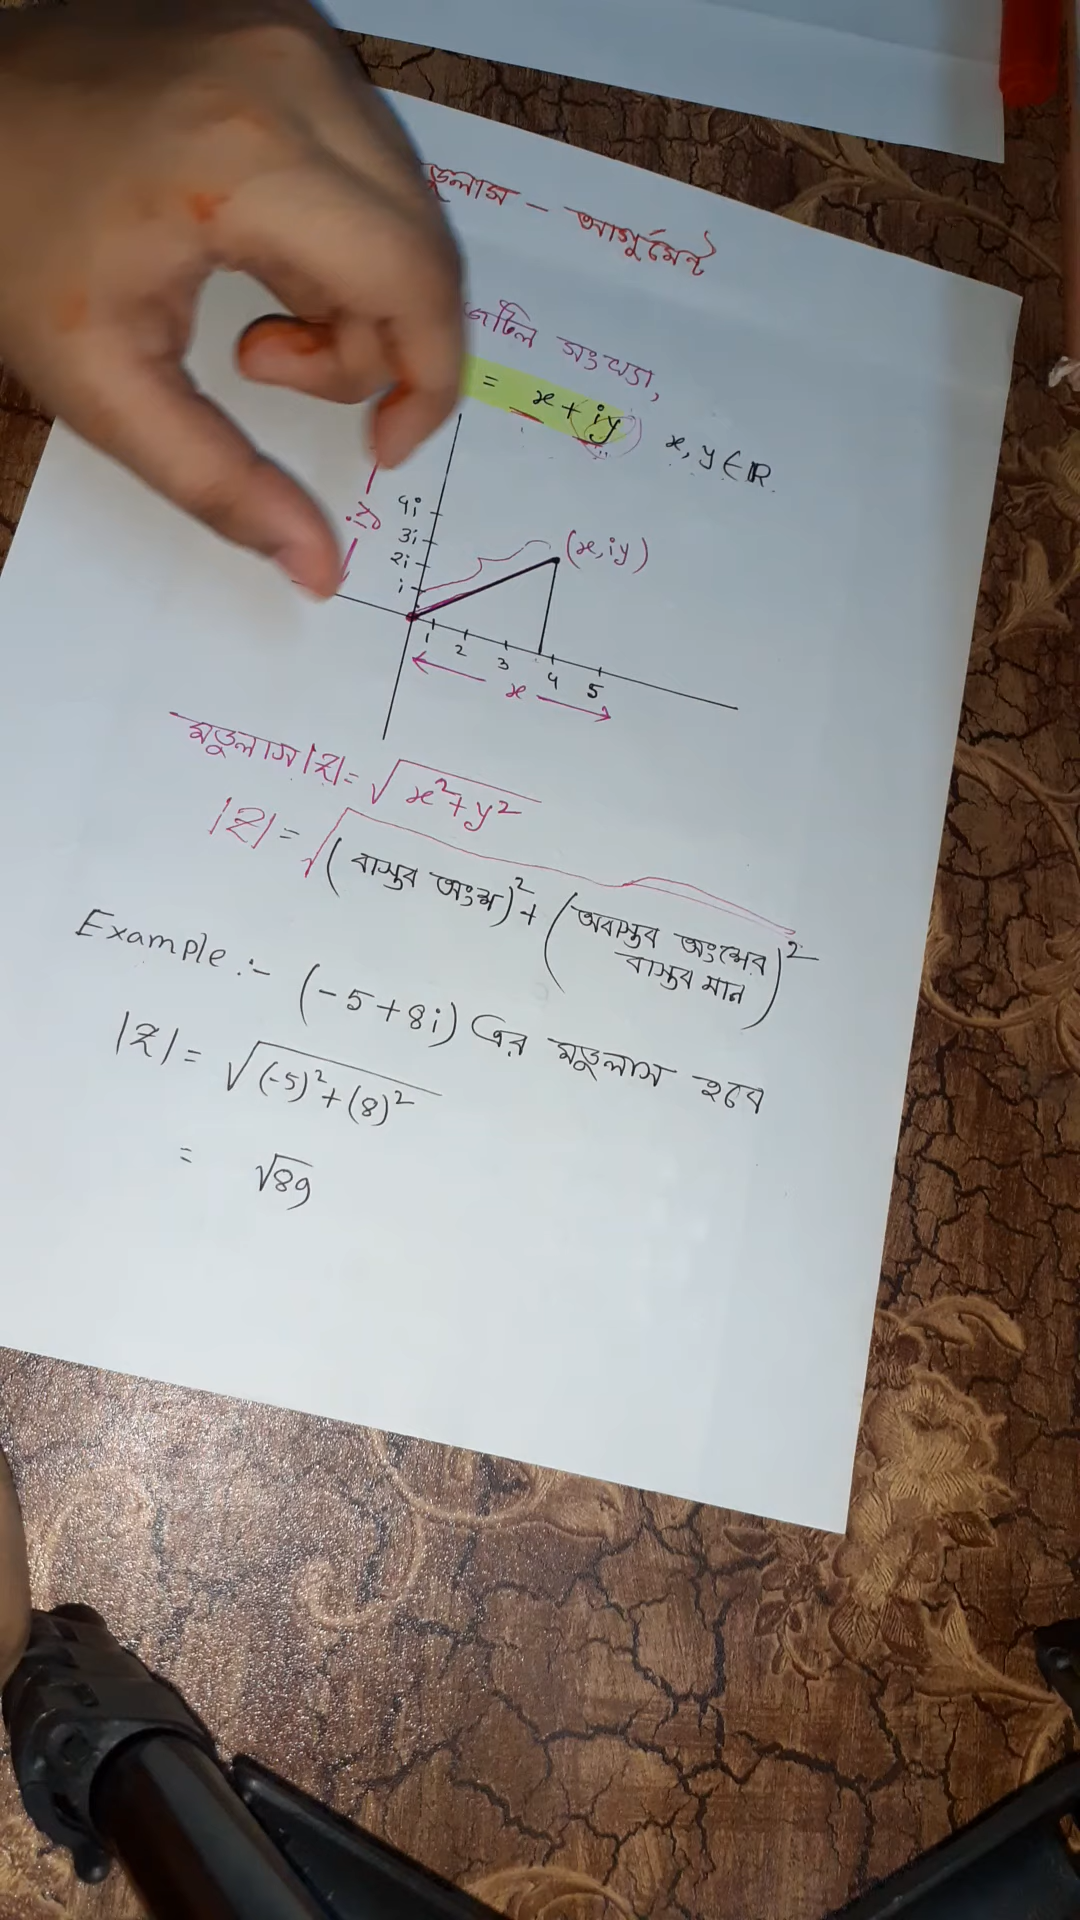 ডুলাস – আর্গুমেন্ট
জটিল সংখ্যা,
= x + iy x, y ∈ ℝ
4i
3i
2i
i
(x, iy)
1 2 3 4 5
x
মডুলাস |z| = √x²+y²
|z| = √(বাস্তব অংশ)² + (অবাস্তব অংশের বাস্তব মান)²
Example :- (-5+8i) এর মডুলাস হবে
|z| = √(-5)²+(8)²
= √89